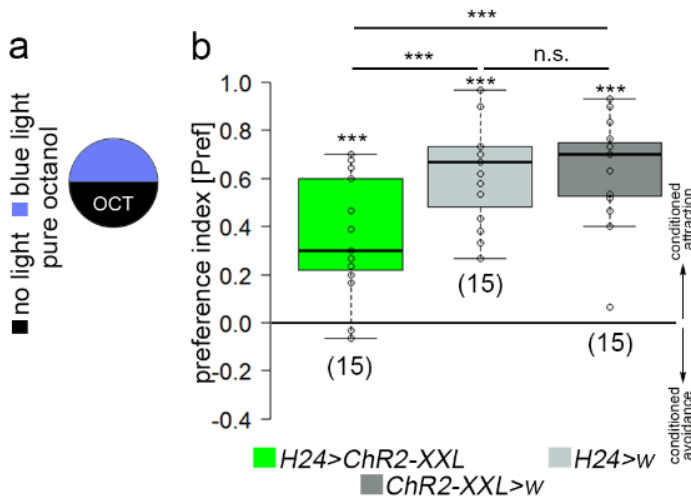 a
no light
blue light
pure octanol
OCT
b
***
***
n.s.
***
***
***
preference index [Pref]
1.0
0.8
0.6
0.4
0.2
0.0
-0.2
-0.4
(15)
(15)
(15)
conditioned
attraction
conditioned
avoidance
H24>ChR2-XXL
H24>w
ChR2-XXL>w